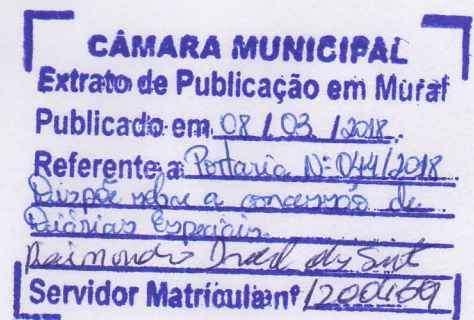 CÂMARA MUNICIPAL
Extrato de Publicação em Mural
Publicado em 08 / 03 / 2018.
Referente a: Portaria Nº 044/2018
Dispõe sobre a concessão de
Diárias Especiais.
Raimundo
Servidor Matrícula nº